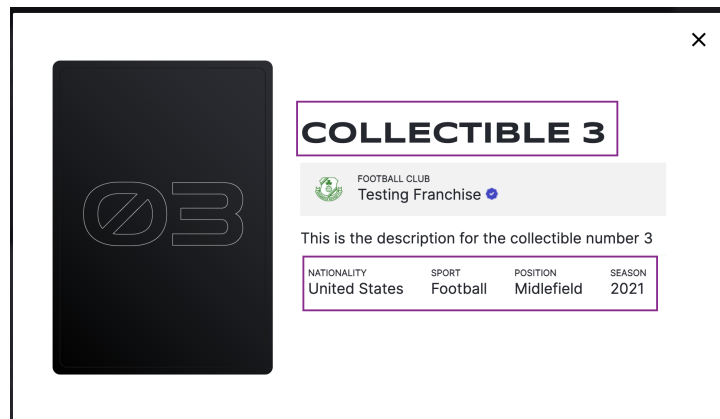 03
COLLECTIBLE 3
FOOTBALL CLUB
Testing Franchise
This is the description for the collectible number 3
NATIONALITY SPORT POSITION SEASON
United States Football Midlefield 2021